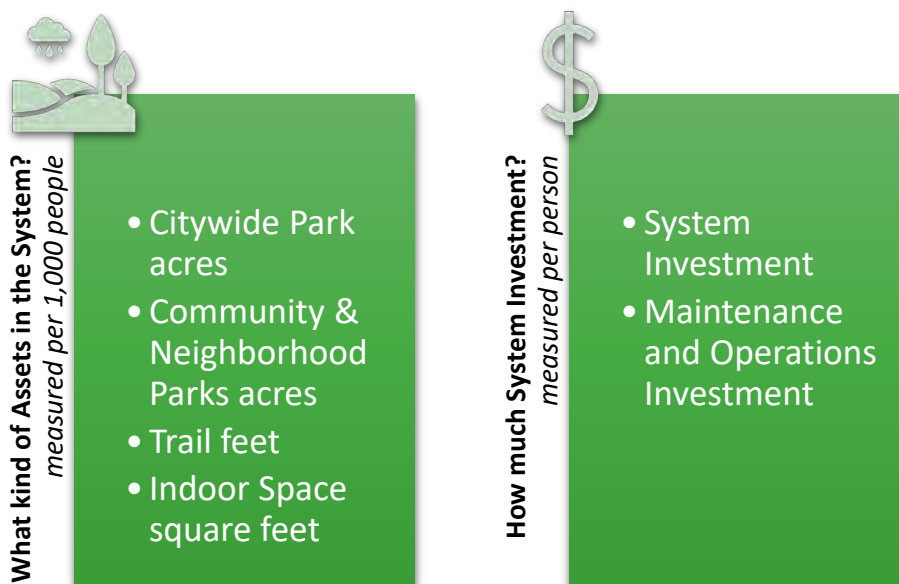 What kind of Assets in the System?
measured per 1,000 people
• Citywide Park
acres
• Community &
Neighborhood
Parks acres
• Trail feet
• Indoor Space
square feet
$
How much System Investment?
measured per person
• System
Investment
• Maintenance
and Operations
Investment